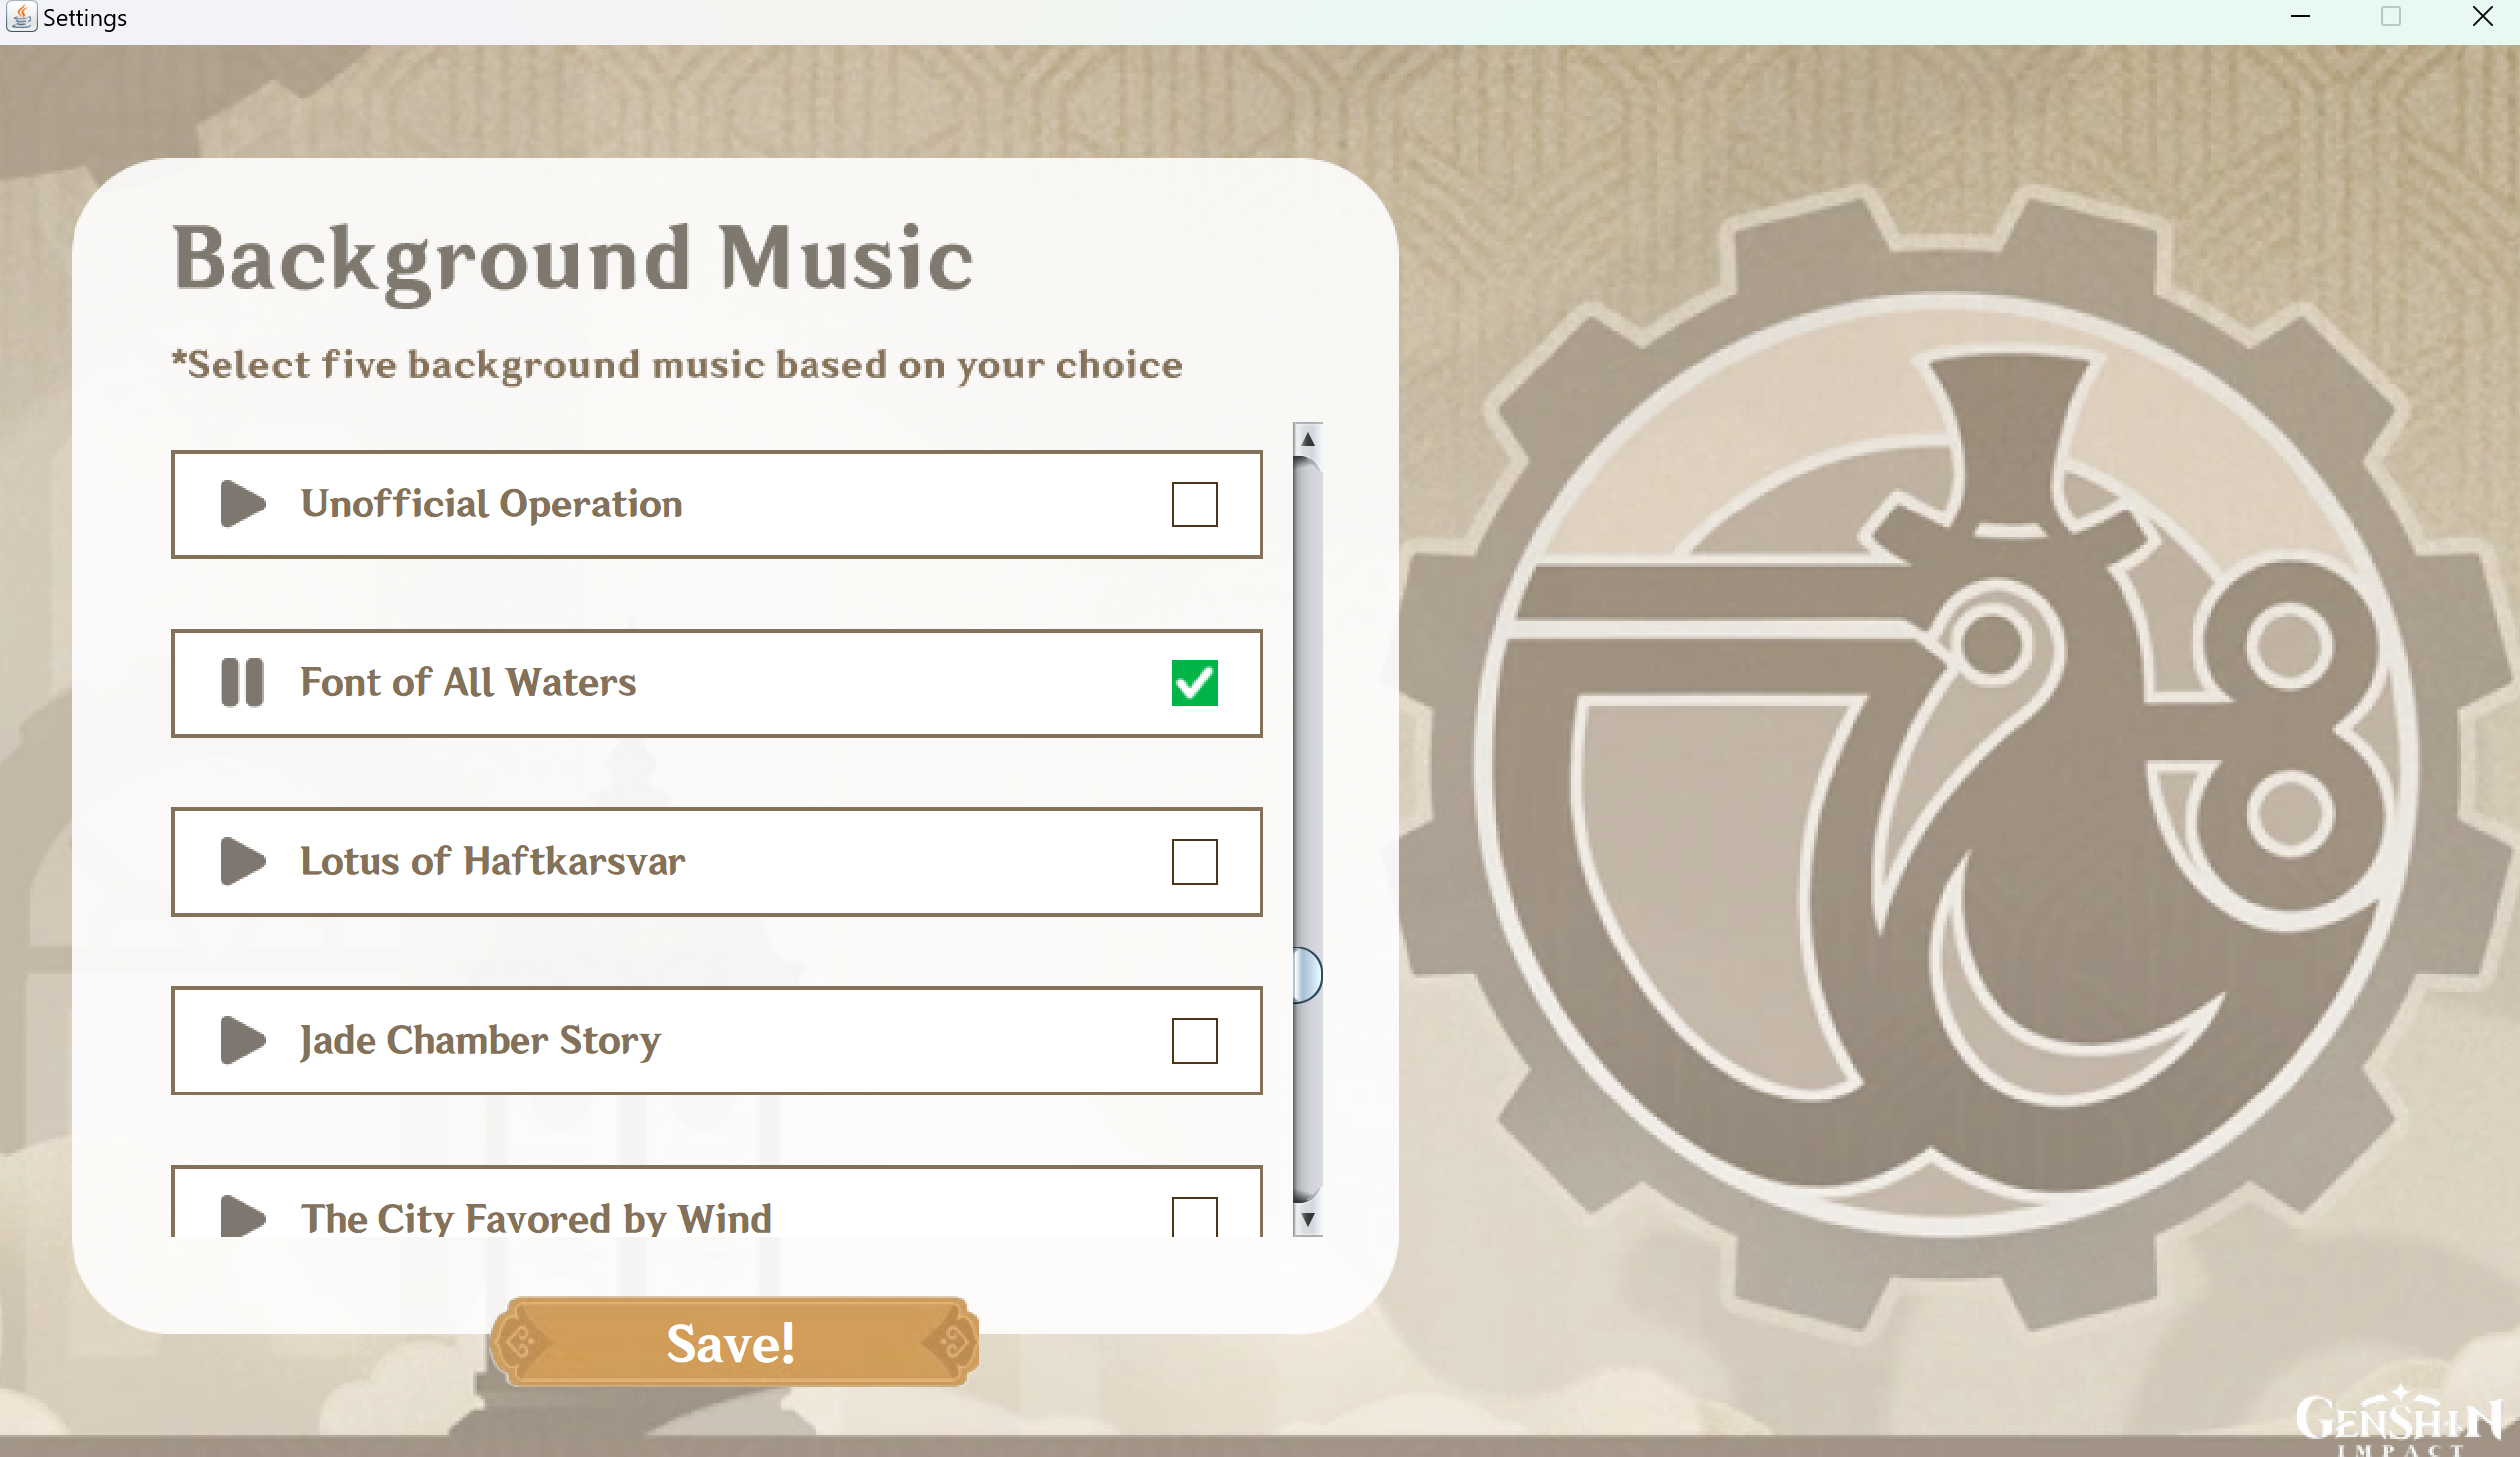 Settings
Background Music
*Select five background music based on your choice
Unofficial Operation
Font of All Waters
Lotus of Haftkarsvar
Jade Chamber Story
The City Favored by Wind
Save!
GENSHIN
IMPACT